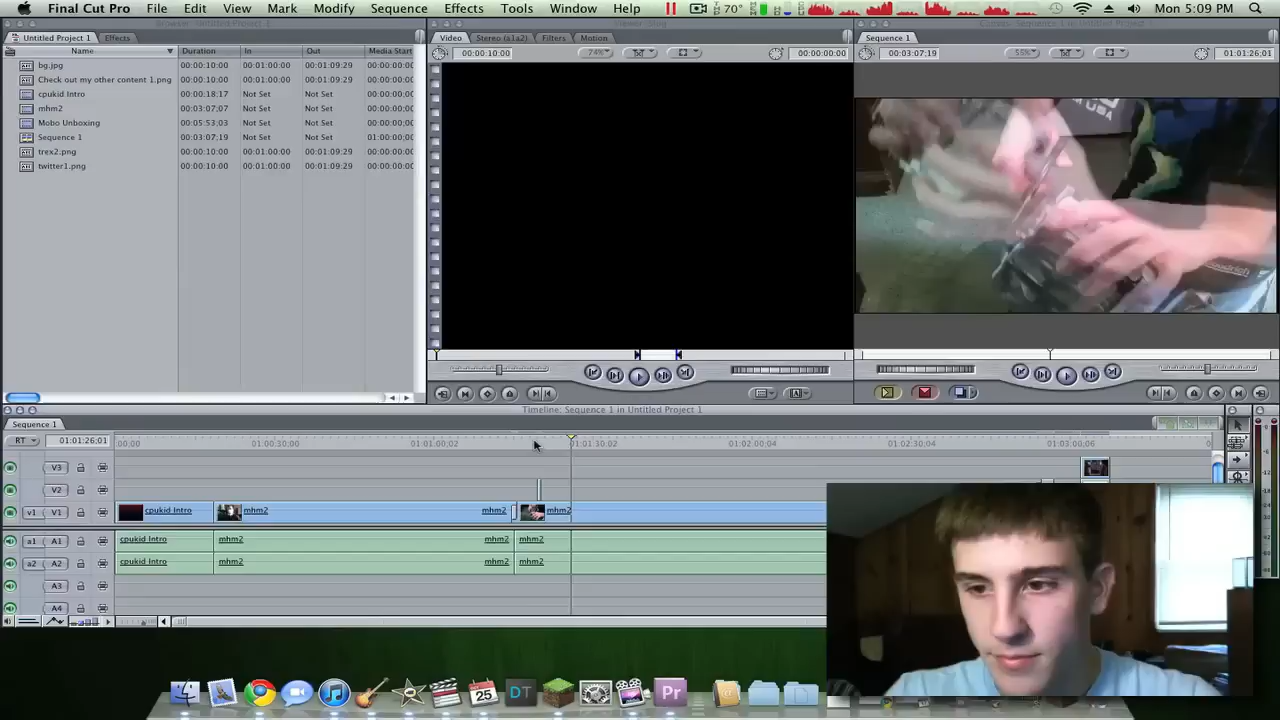 Final Cut Pro File Edit View Mark Modify Sequence Effects Tools Window Help 70° Mon 5:09 PM
Untitled Project 1 Effects
Name Duration In Out Media Start
bg.jpg 00:00:10:00 00:01:00:00 00:01:09:29
Check out my other content 1.png 00:00:10:00 00:01:00:00 00:01:09:29
cpukid Intro 00:00:18:17 Not Set Not Set
mhm2 00:03:07;07 Not Set Not Set
Mobo Unboxing 00:05:53;03 Not Set Not Set
Sequence 1 00:03:07;19 Not Set Not Set
trex2.png 00:00:10:00 00:01:00:00 00:01:09:29
twitter1.png 00:00:10:00 00:01:00:00 00:01:09:29
Video Stereo (a1a2) Filters Motion
00:00:10:00 74% 00:00:00:00
Sequence 1
00:03:07;19 01:01:26;01
USA
Timeline: Sequence 1 in Untitled Project 1
Sequence 1
RT 01:01:26;01 00:00 01:00:30:00 01:01:00;02 01:01:10:02 01:02:00;04 01:02:30;04 01:03:00;06
V3
V2
v1 V1 cpukid Intro mhm2 mhm2 mhm2
a1 A1 cpukid Intro mhm2 mhm2 mhm2
a2 A2 cpukid Intro mhm2 mhm2 mhm2
A3
A4
25 DT Pr